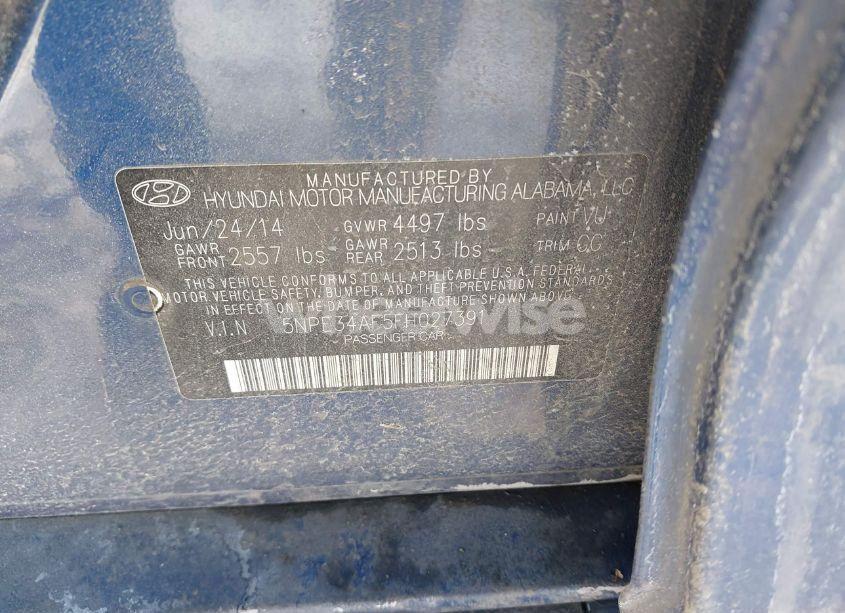 MANUFACTURED BY
HYUNDAI MOTOR MANUFACTURING ALABAMA, LLC
Jun/24/14 GVWR 4497 lbs PAINT VU
GAWR FRONT 2557 lbs GAWR REAR 2513 lbs TRIM CC
THIS VEHICLE CONFORMS TO ALL APPLICABLE U.S.A. FEDERAL
MOTOR VEHICLE SAFETY, BUMPER, AND THEFT PREVENTION STANDARDS
IN EFFECT ON THE DATE OF MANUFACTURE SHOWN ABOVE.
V.I.N 5NPE34AF5FH027391
PASSENGER CAR